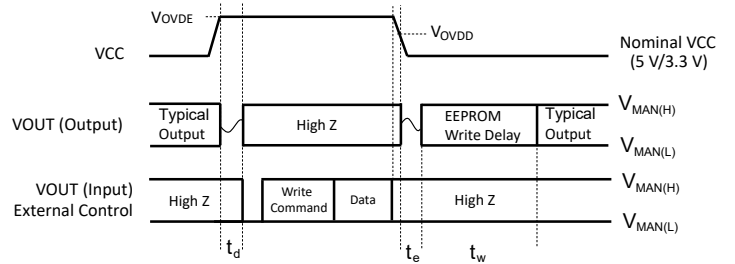 VOVDE
VOVDD
VCC
Nominal VCC
(5 V/3.3 V)
VOUT (Output)
Typical
Output
High Z
EEPROM
Write Delay
Typical
Output
VMAN(H)
VMAN(L)
VOUT (Input)
External Control
High Z
Write
Command
Data
High Z
VMAN(H)
VMAN(L)
td
te
tw